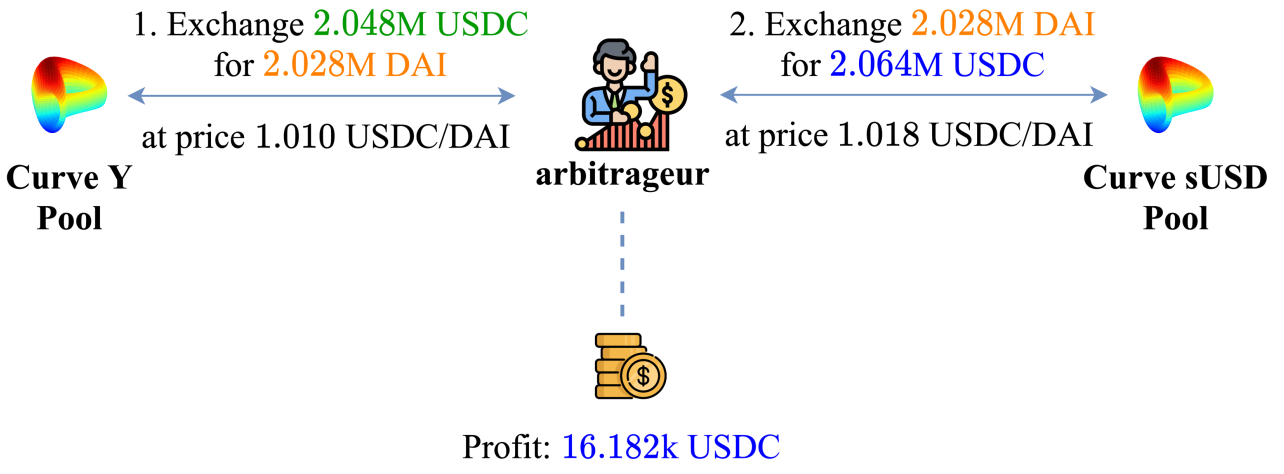 1. Exchange 2.048M USDC
for 2.028M DAI
at price 1.010 USDC/DAI
2. Exchange 2.028M DAI
for 2.064M USDC
at price 1.018 USDC/DAI
Curve Y
Pool
arbitrageur
Curve sUSD
Pool
Profit: 16.182k USDC